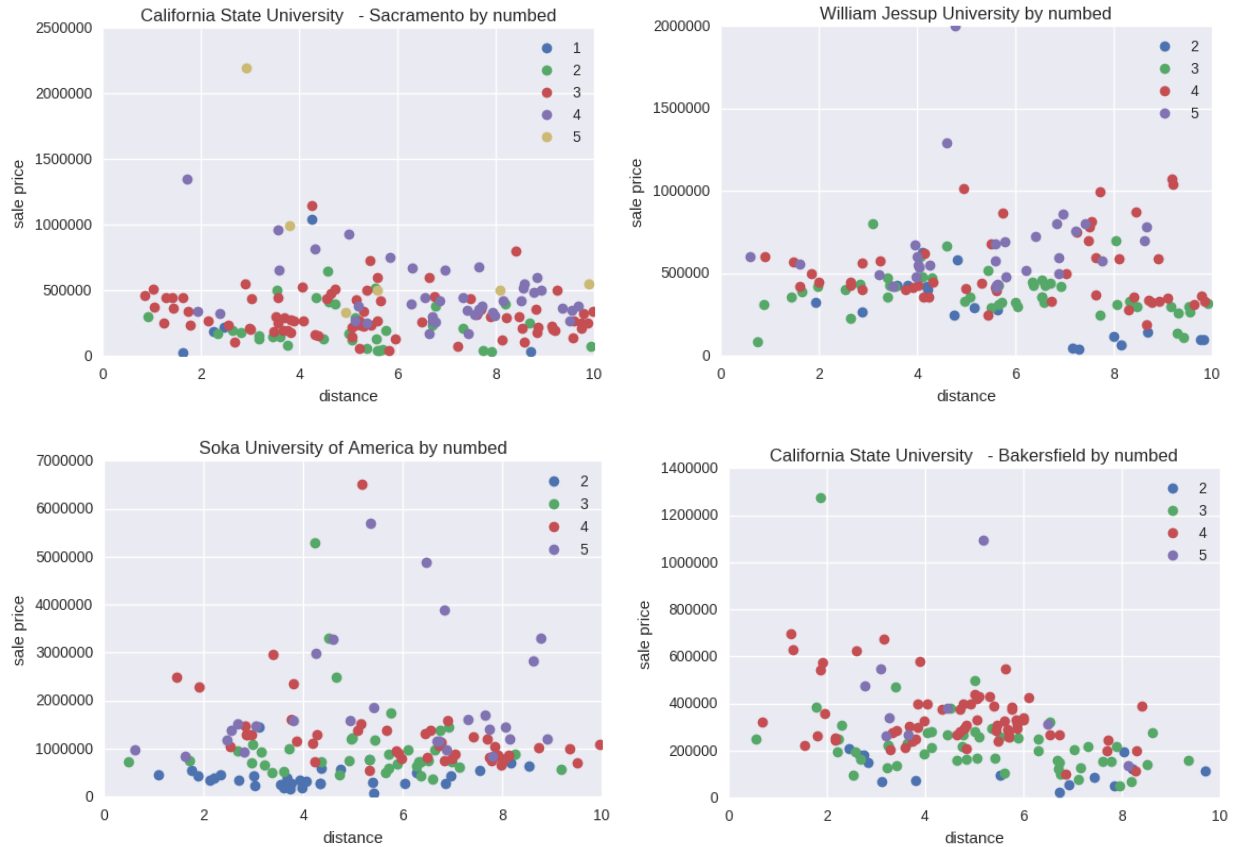 California State University - Sacramento by numbed
2500000
2000000
1500000
1000000
500000
0
sale price
0 2 4 6 8 10
distance
1
2
3
4
5
William Jessup University by numbed
2000000
1500000
1000000
500000
0
sale price
0 2 4 6 8 10
distance
2
3
4
5
Soka University of America by numbed
7000000
6000000
5000000
4000000
3000000
2000000
1000000
0
sale price
0 2 4 6 8 10
distance
2
3
4
5
California State University - Bakersfield by numbed
1400000
1200000
1000000
800000
600000
400000
200000
0
sale price
0 2 4 6 8 10
distance
2
3
4
5